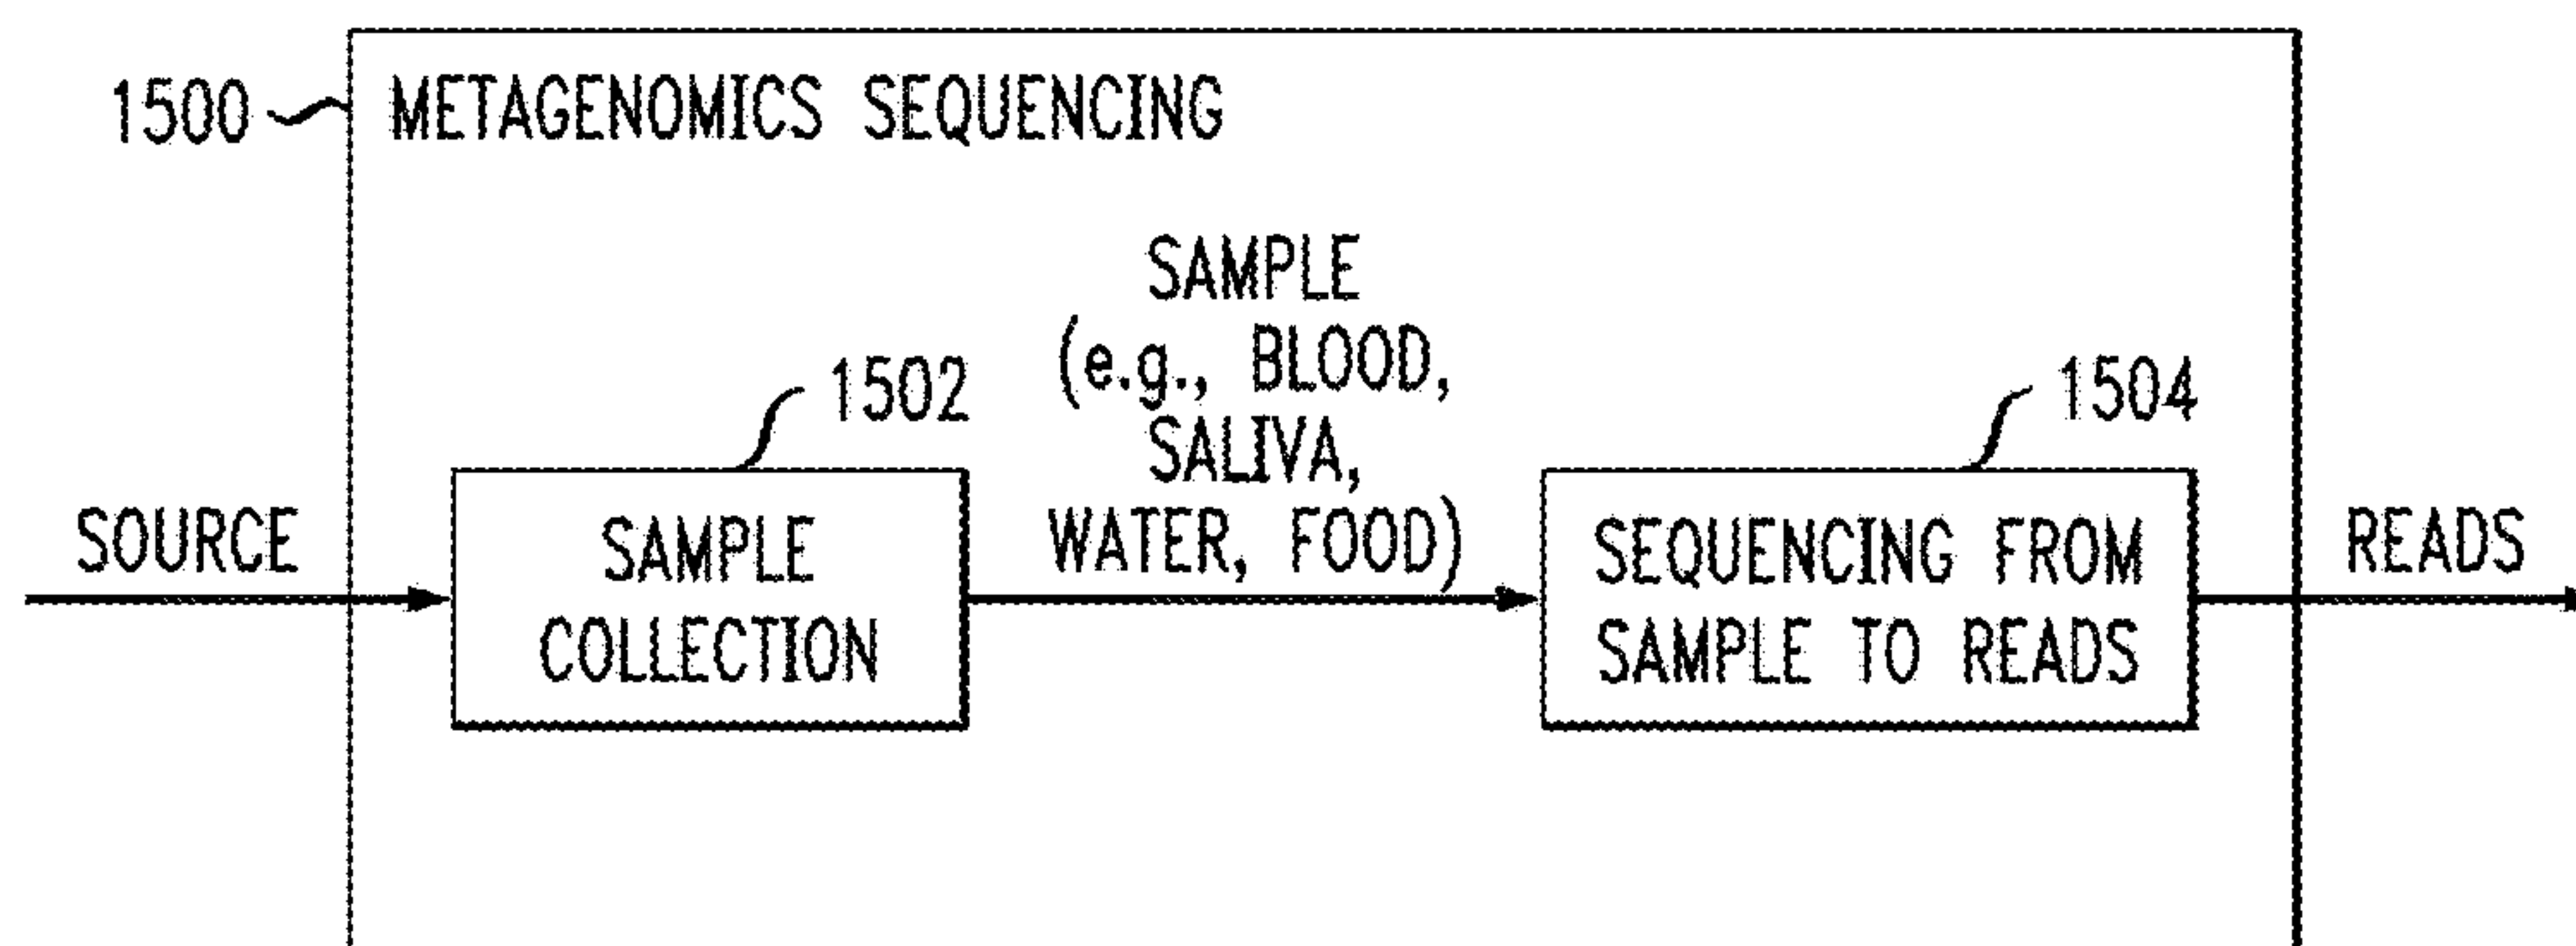 1500
METAGENOMICS SEQUENCING
SAMPLE
(e.g., BLOOD,
SALIVA,
WATER, FOOD)
1502
1504
SOURCE
SAMPLE
COLLECTION
SEQUENCING FROM
SAMPLE TO READS
READS